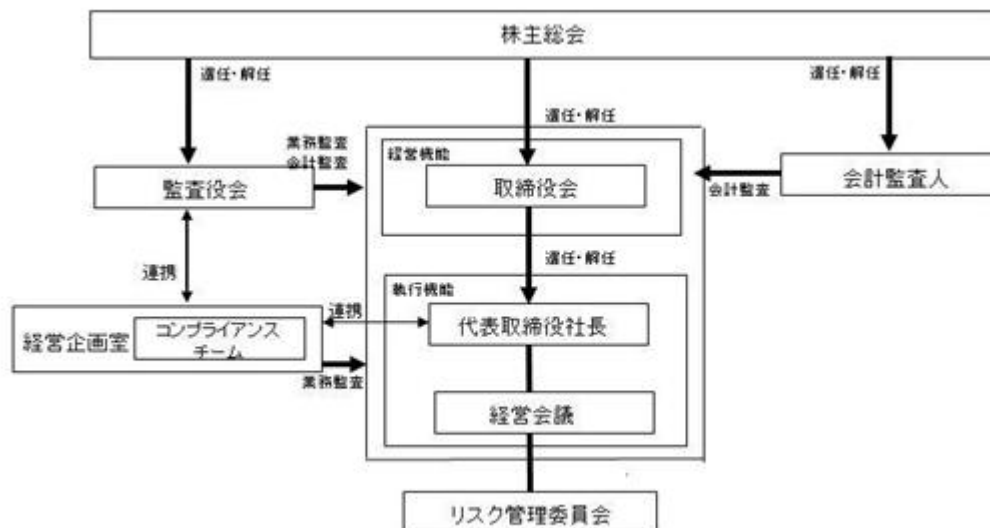 株主総会
選任・解任
選任・解任
選任・解任
業務監査
会計監査
経営機能
監査役会
取締役会
会計監査
会計監査人
選任・解任
連携
執行機能
連携
代表取締役社長
経営企画室
コンプライアンス
チーム
業務監査
経営会議
リスク管理委員会